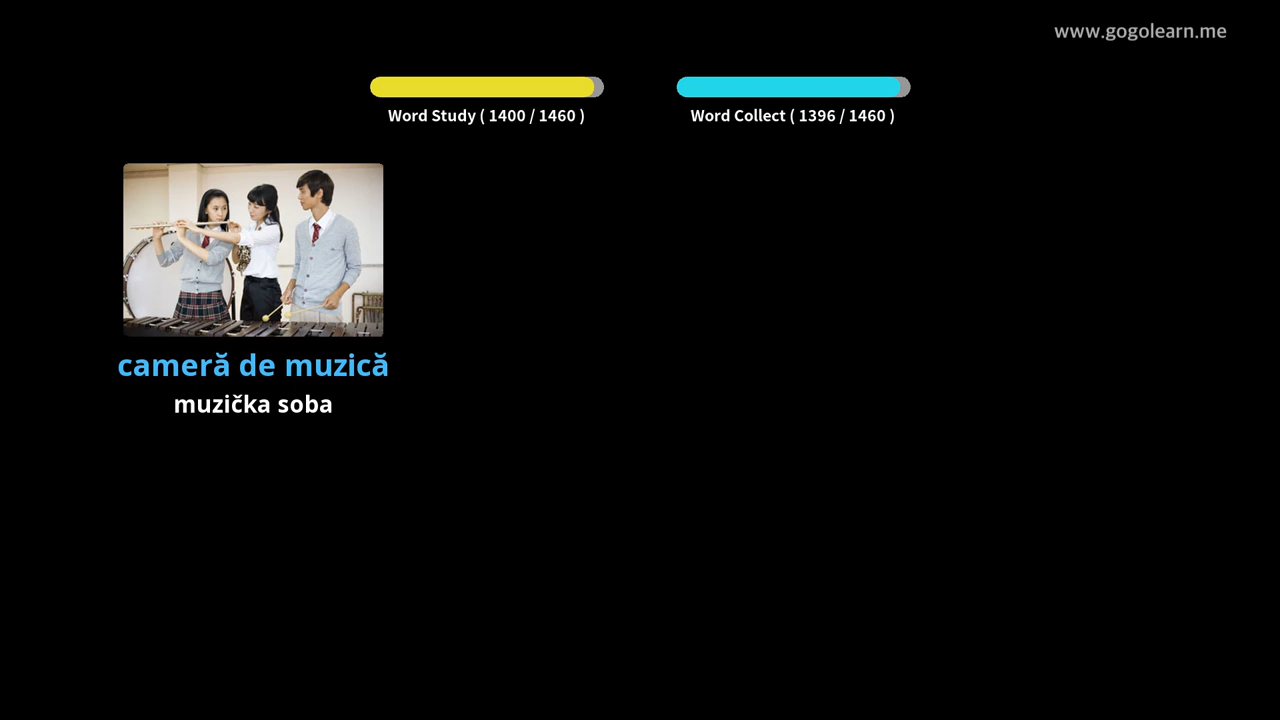 www.gogolearn.me
Word Study ( 1400 / 1460 )
Word Collect ( 1396 / 1460 )
cameră de muzică
muzička soba